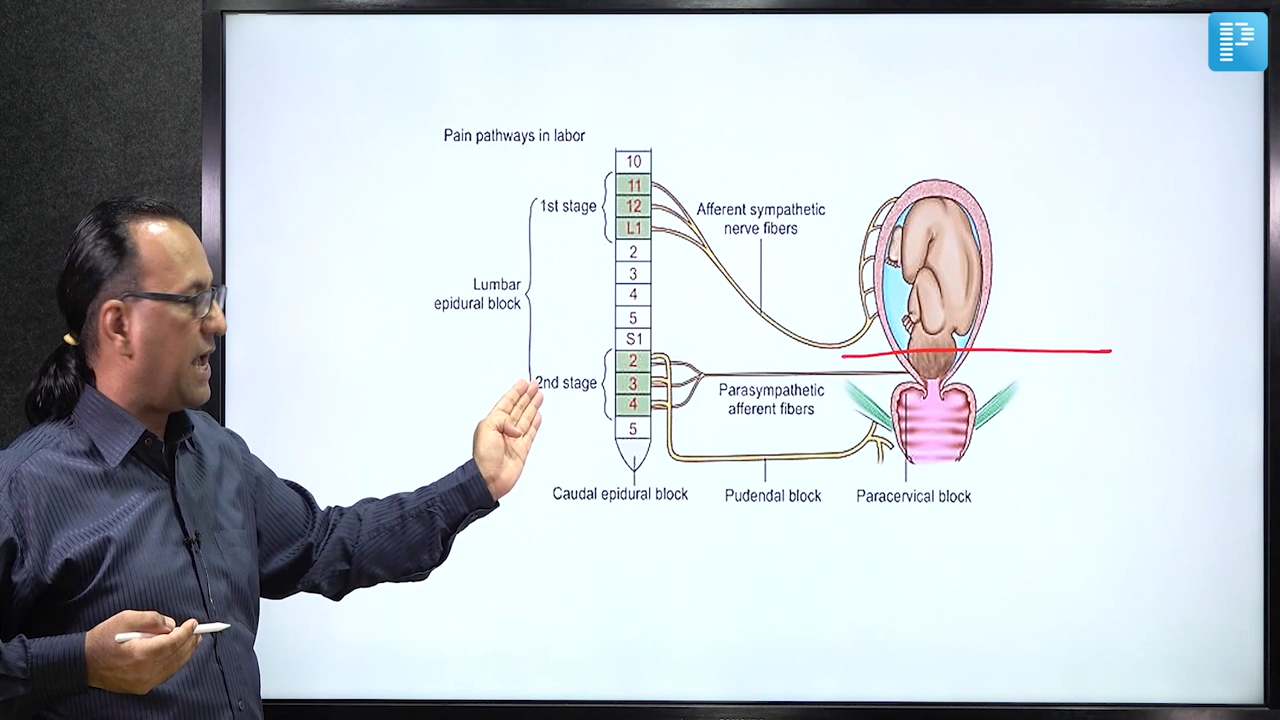 P
Pain pathways in labor
10
11
12
L1
2
3
4
5
S1
2
3
4
5
1st stage
Lumbar
epidural block
2nd stage
Afferent sympathetic
nerve fibers
Parasympathetic
afferent fibers
Caudal epidural block
Pudendal block
Paracervical block